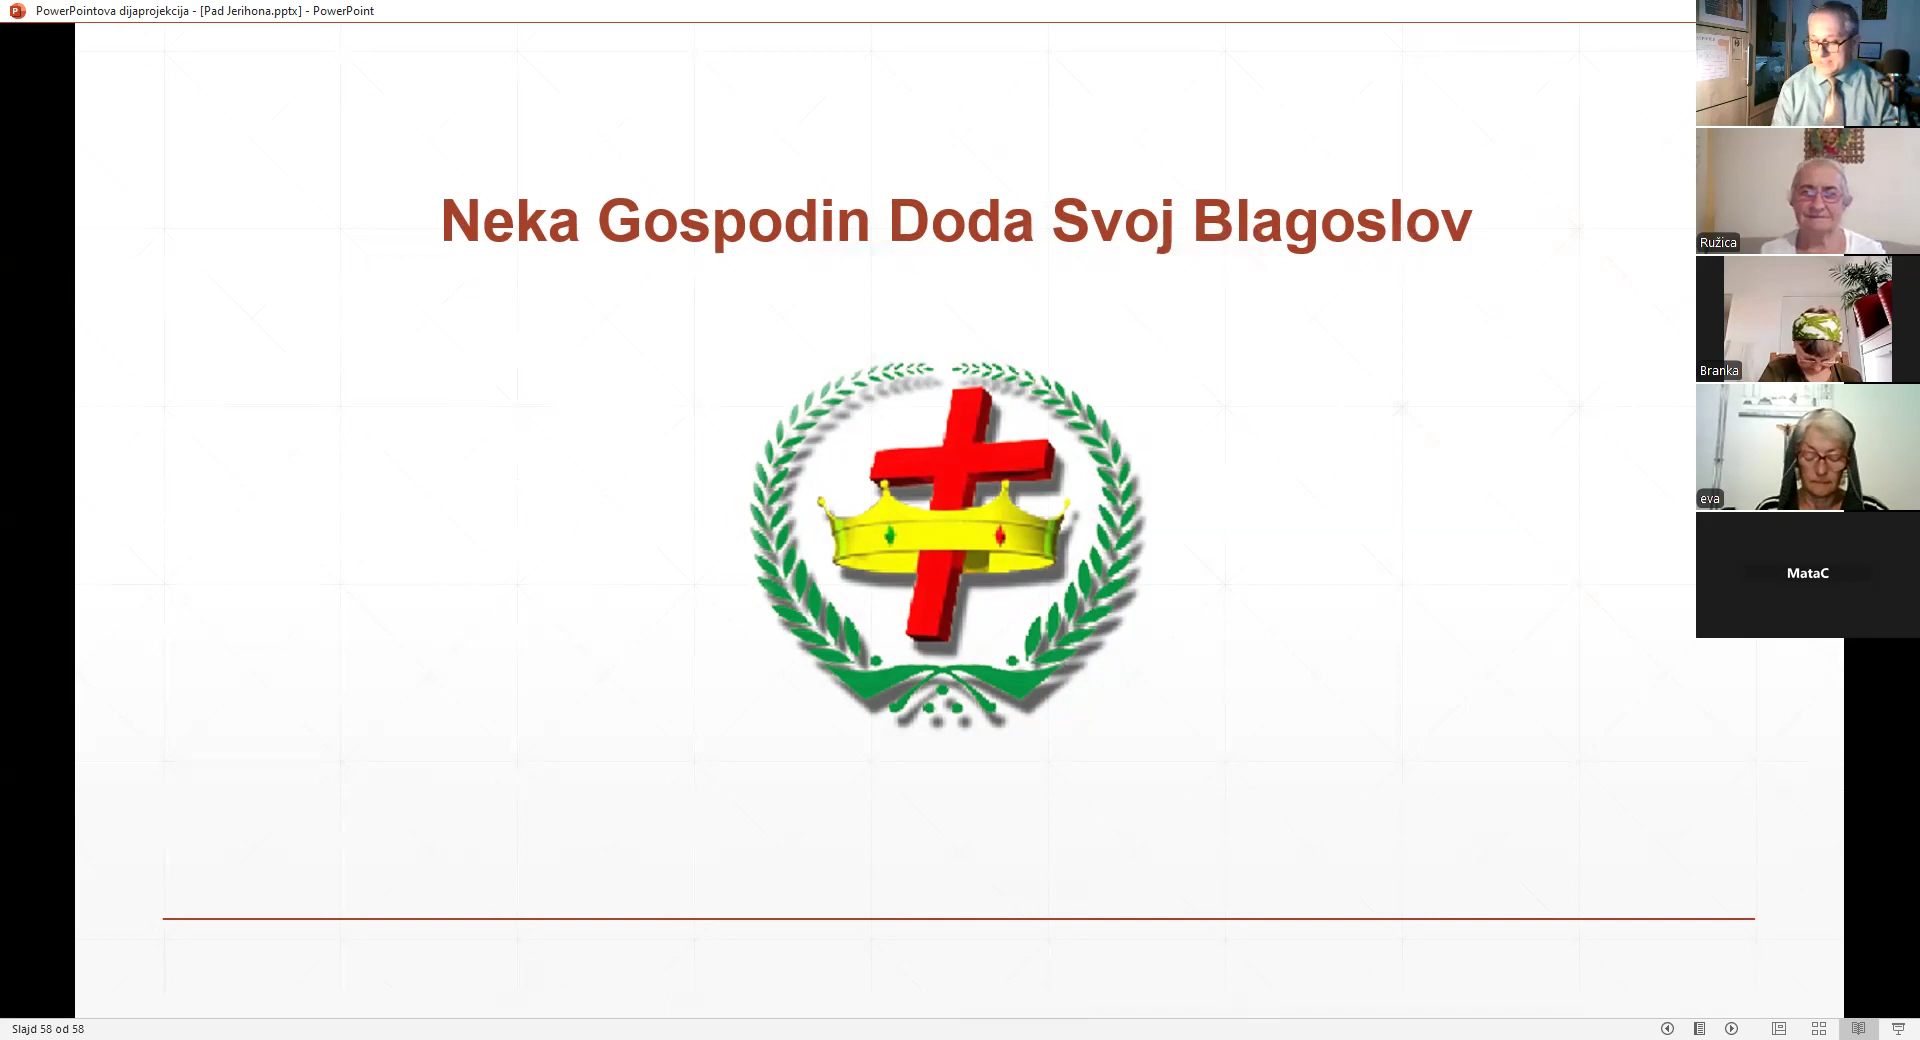 PowerPointova dijaprojekcija - [Pad Jerihona.pptx] - PowerPoint
Neka Gospodin Doda Svoj Blagoslov
Ružica
Branka
eva
MataC
Slajd 58 od 58